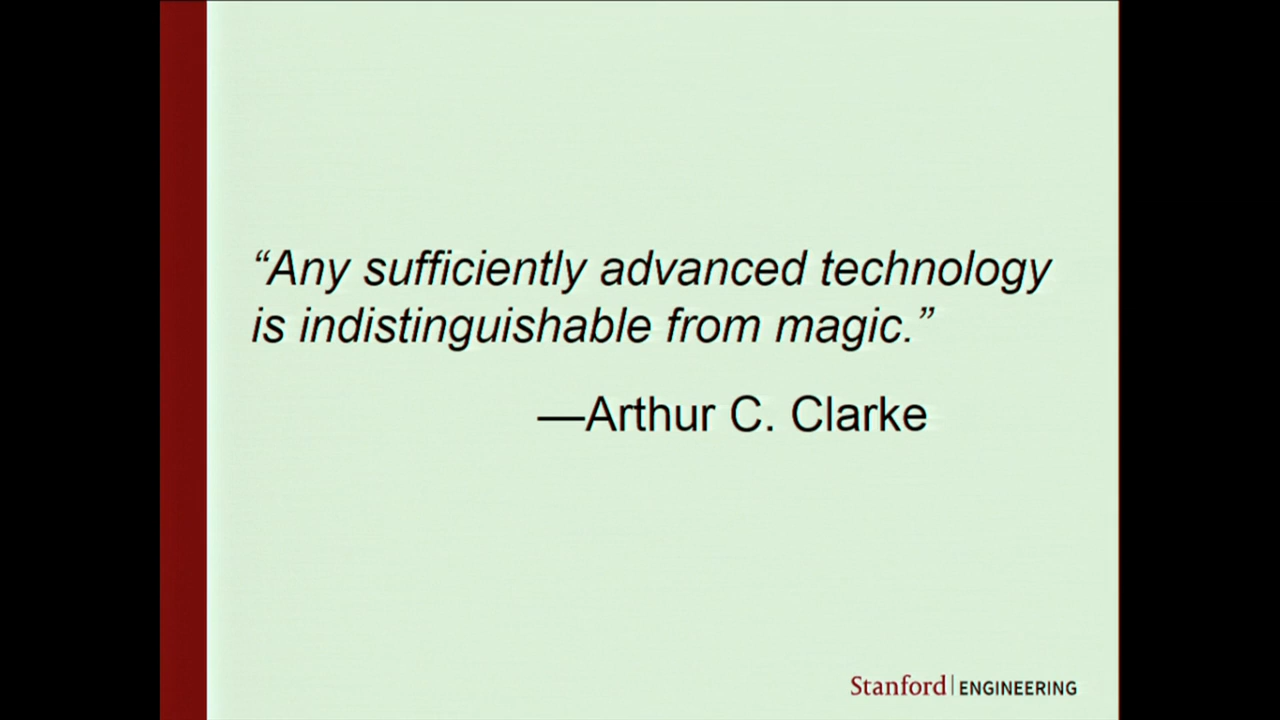 “Any sufficiently advanced technology
is indistinguishable from magic.”
—Arthur C. Clarke
Stanford | ENGINEERING